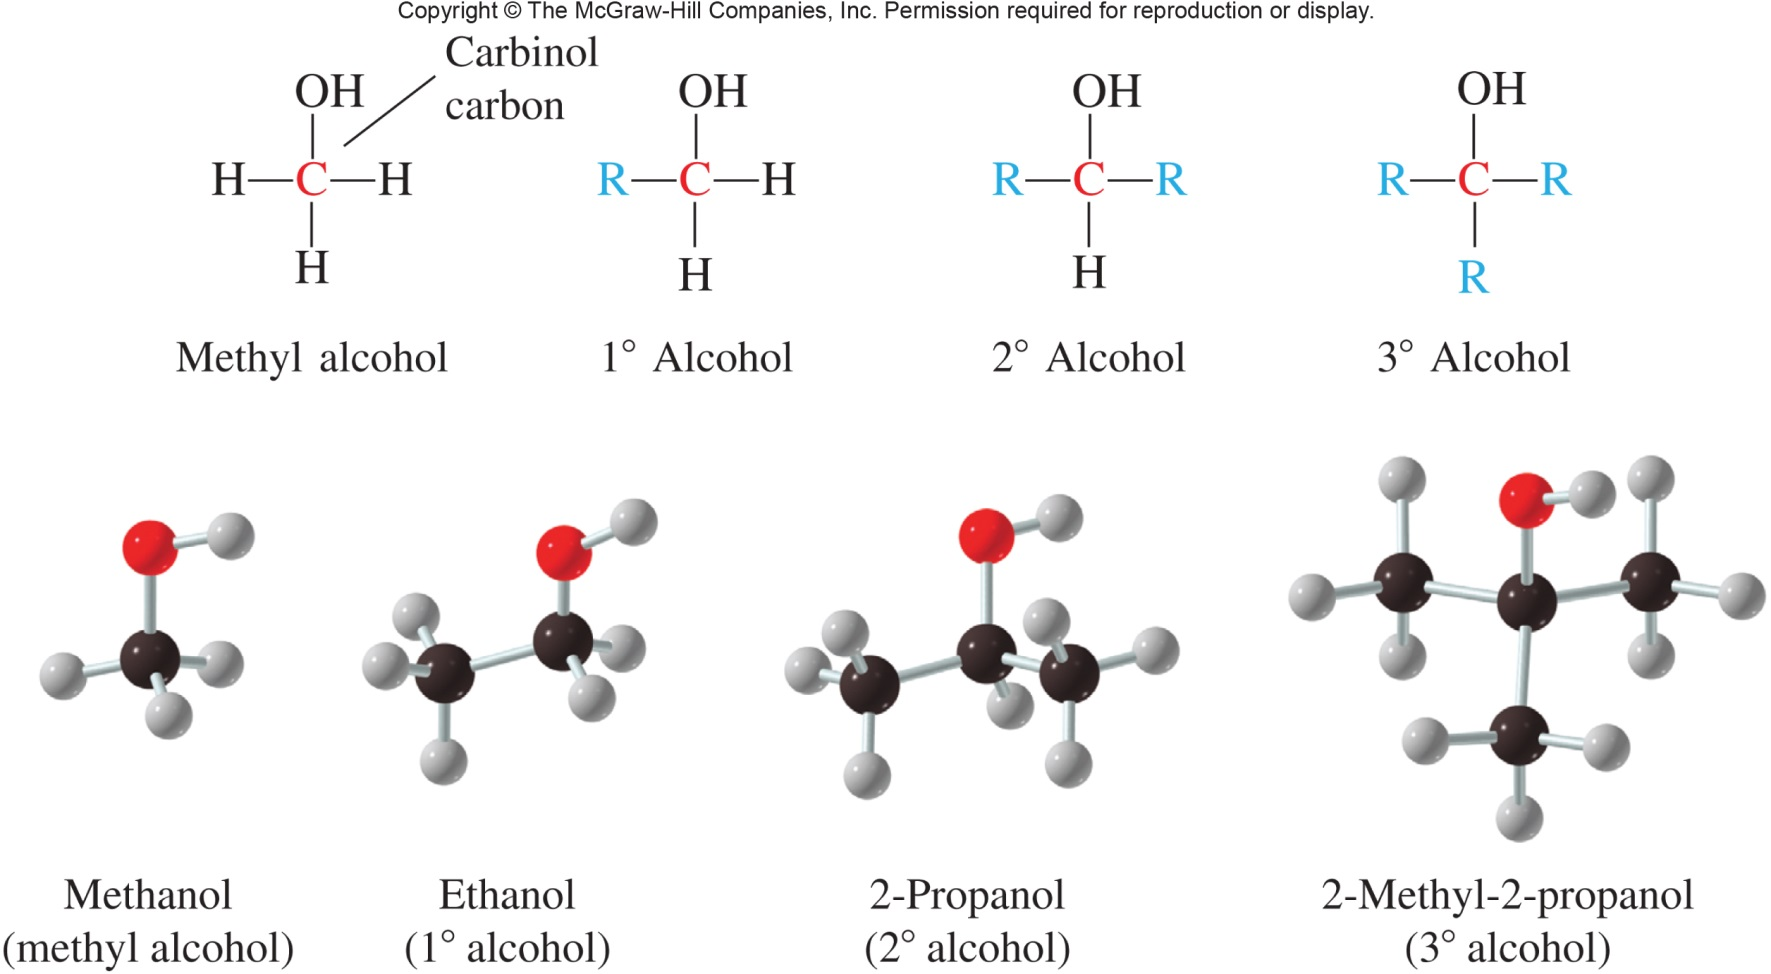 Copyright © The McGraw-Hill Companies, Inc. Permission required for reproduction or display.
Carbinol
carbon
OH
OH
OH
OH
H C H
R C H
R C R
R C R
H
H
H
R
Methyl alcohol
1° Alcohol
2° Alcohol
3° Alcohol
Methanol
(methyl alcohol)
Ethanol
(1° alcohol)
2-Propanol
(2° alcohol)
2-Methyl-2-propanol
(3° alcohol)